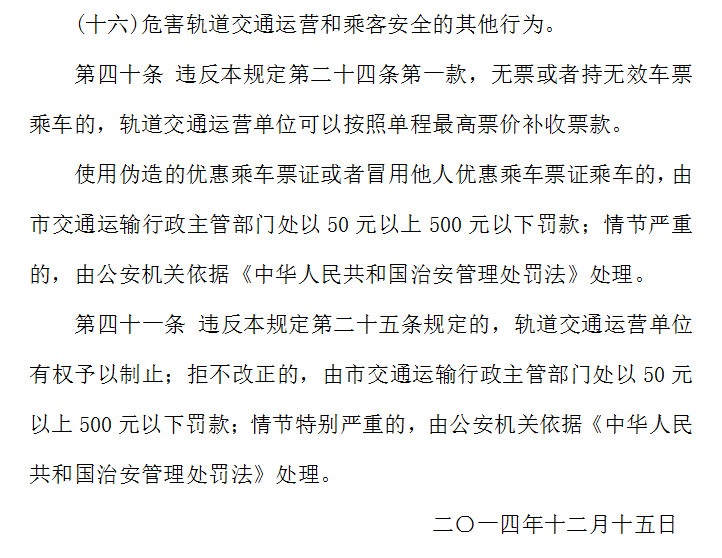 (十六)危害轨道交通运营和乘客安全的其他行为。
第四十条 违反本规定第二十四条第一款，无票或者持无效车票
乘车的，轨道交通运营单位可以按照单程最高票价补收票款。
使用伪造的优惠乘车票证或者冒用他人优惠乘车票证乘车的，由
市交通运输行政主管部门处以 50 元以上 500 元以下罚款；情节严重
的，由公安机关依据《中华人民共和国治安管理处罚法》处理。
第四十一条 违反本规定第二十五条规定的，轨道交通运营单位
有权予以制止；拒不改正的，由市交通运输行政主管部门处以 50 元
以上 500 元以下罚款；情节特别严重的，由公安机关依据《中华人民
共和国治安管理处罚法》处理。
二〇一四年十二月十五日